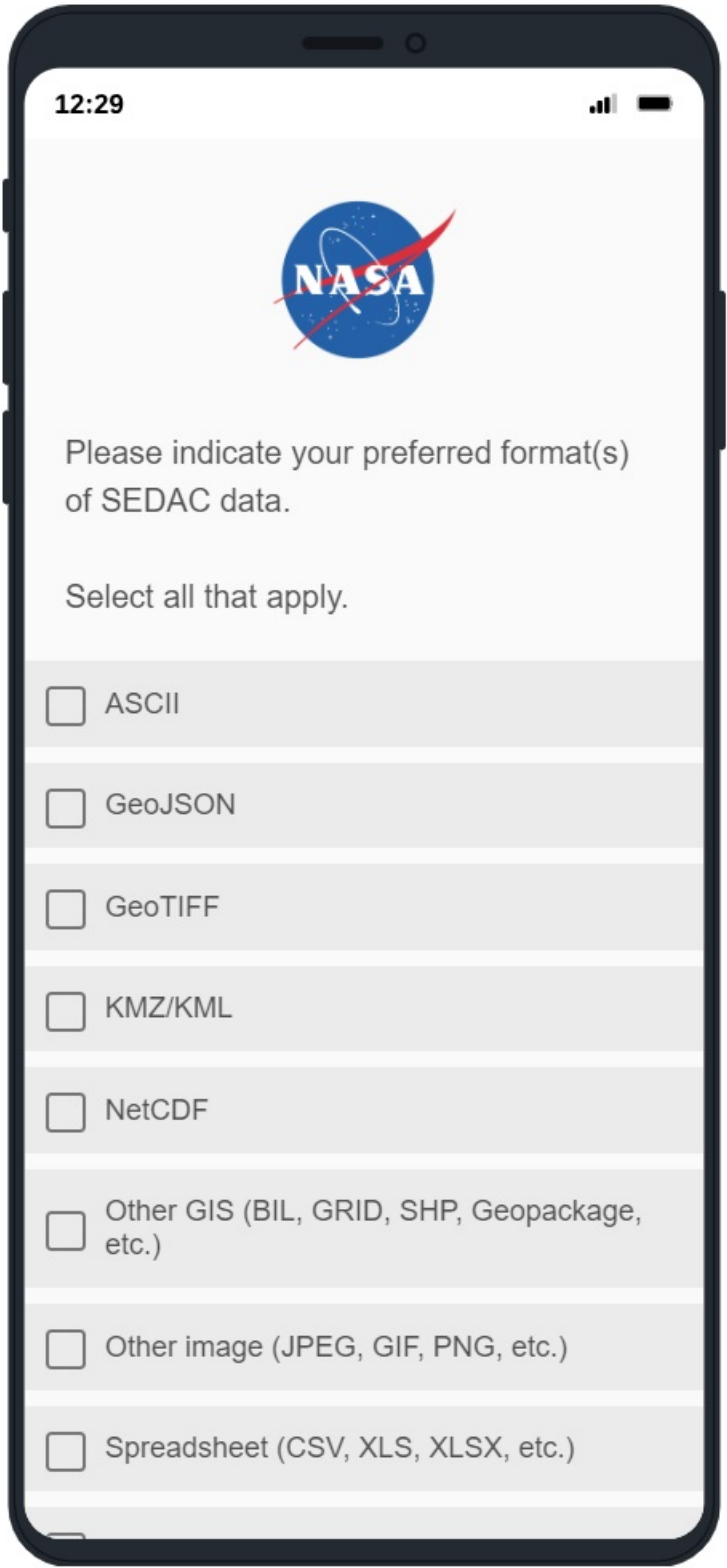 12:29
NASA
Please indicate your preferred format(s)
of SEDAC data.
Select all that apply.
ASCII
GeoJSON
GeoTIFF
KMZ/KML
NetCDF
Other GIS (BIL, GRID, SHP, Geopackage,
etc.)
Other image (JPEG, GIF, PNG, etc.)
Spreadsheet (CSV, XLS, XLSX, etc.)